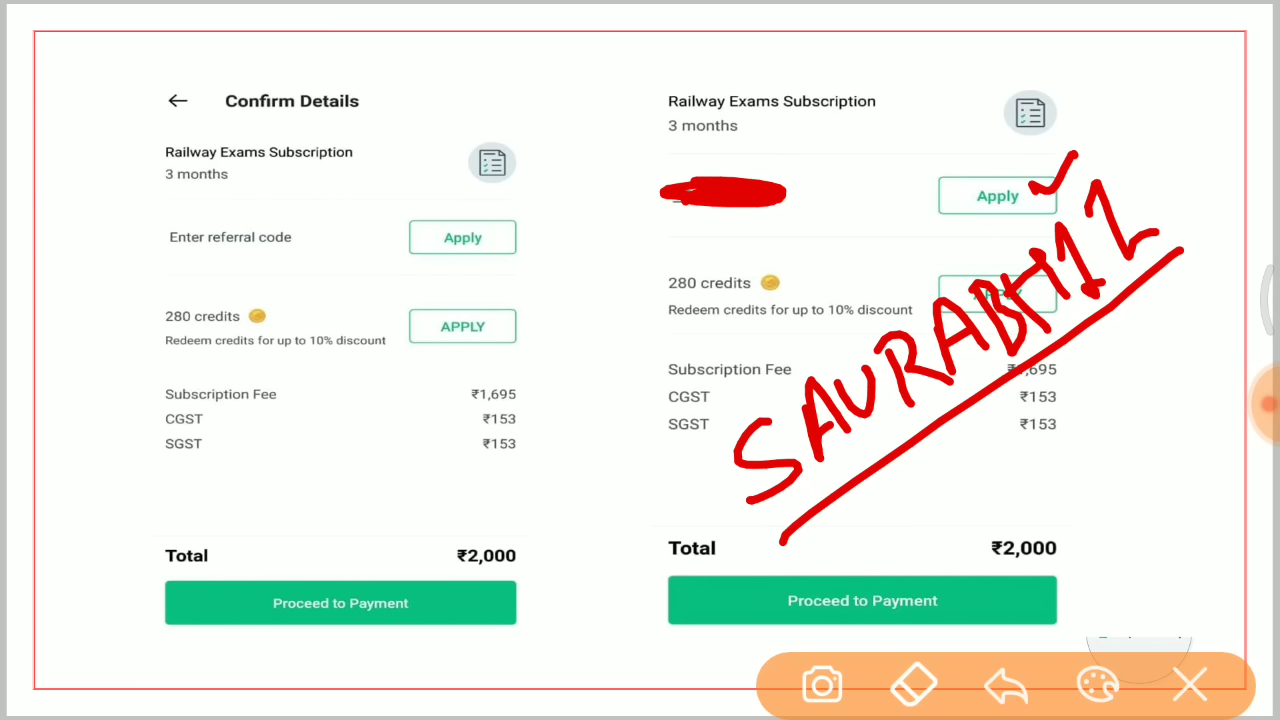 Confirm Details
Railway Exams Subscription
3 months
Enter referral code
Apply
280 credits
Redeem credits for up to 10% discount
APPLY
Subscription Fee ₹1,695
CGST ₹153
SGST ₹153
Total ₹2,000
Proceed to Payment
Railway Exams Subscription
3 months
Apply
280 credits
Redeem credits for up to 10% discount
APPLY
Subscription Fee ₹1,695
CGST ₹153
SGST ₹153
SAURABH12
Total ₹2,000
Proceed to Payment